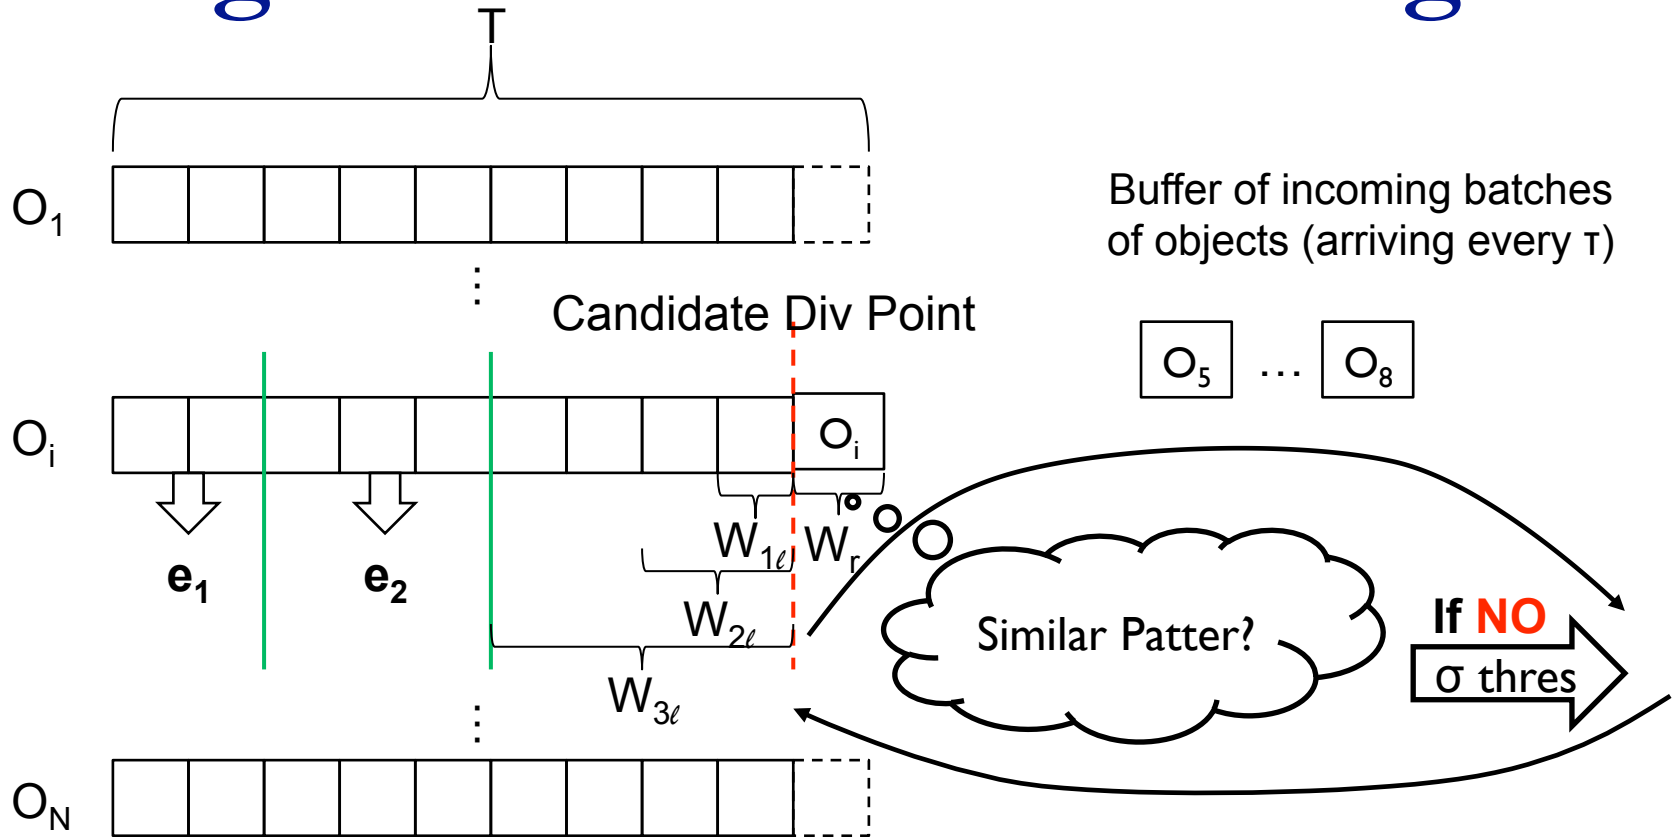 T
O₁
Buffer of incoming batches
of objects (arriving every τ)
⋮
Candidate Div Point
O₅ … O₈
Oᵢ
Oᵢ
W₁ℓ Wᵣ
e₁ e₂
W₂ℓ
Similar Patter?
If NO
σ thres
W₃ℓ
⋮
O_N